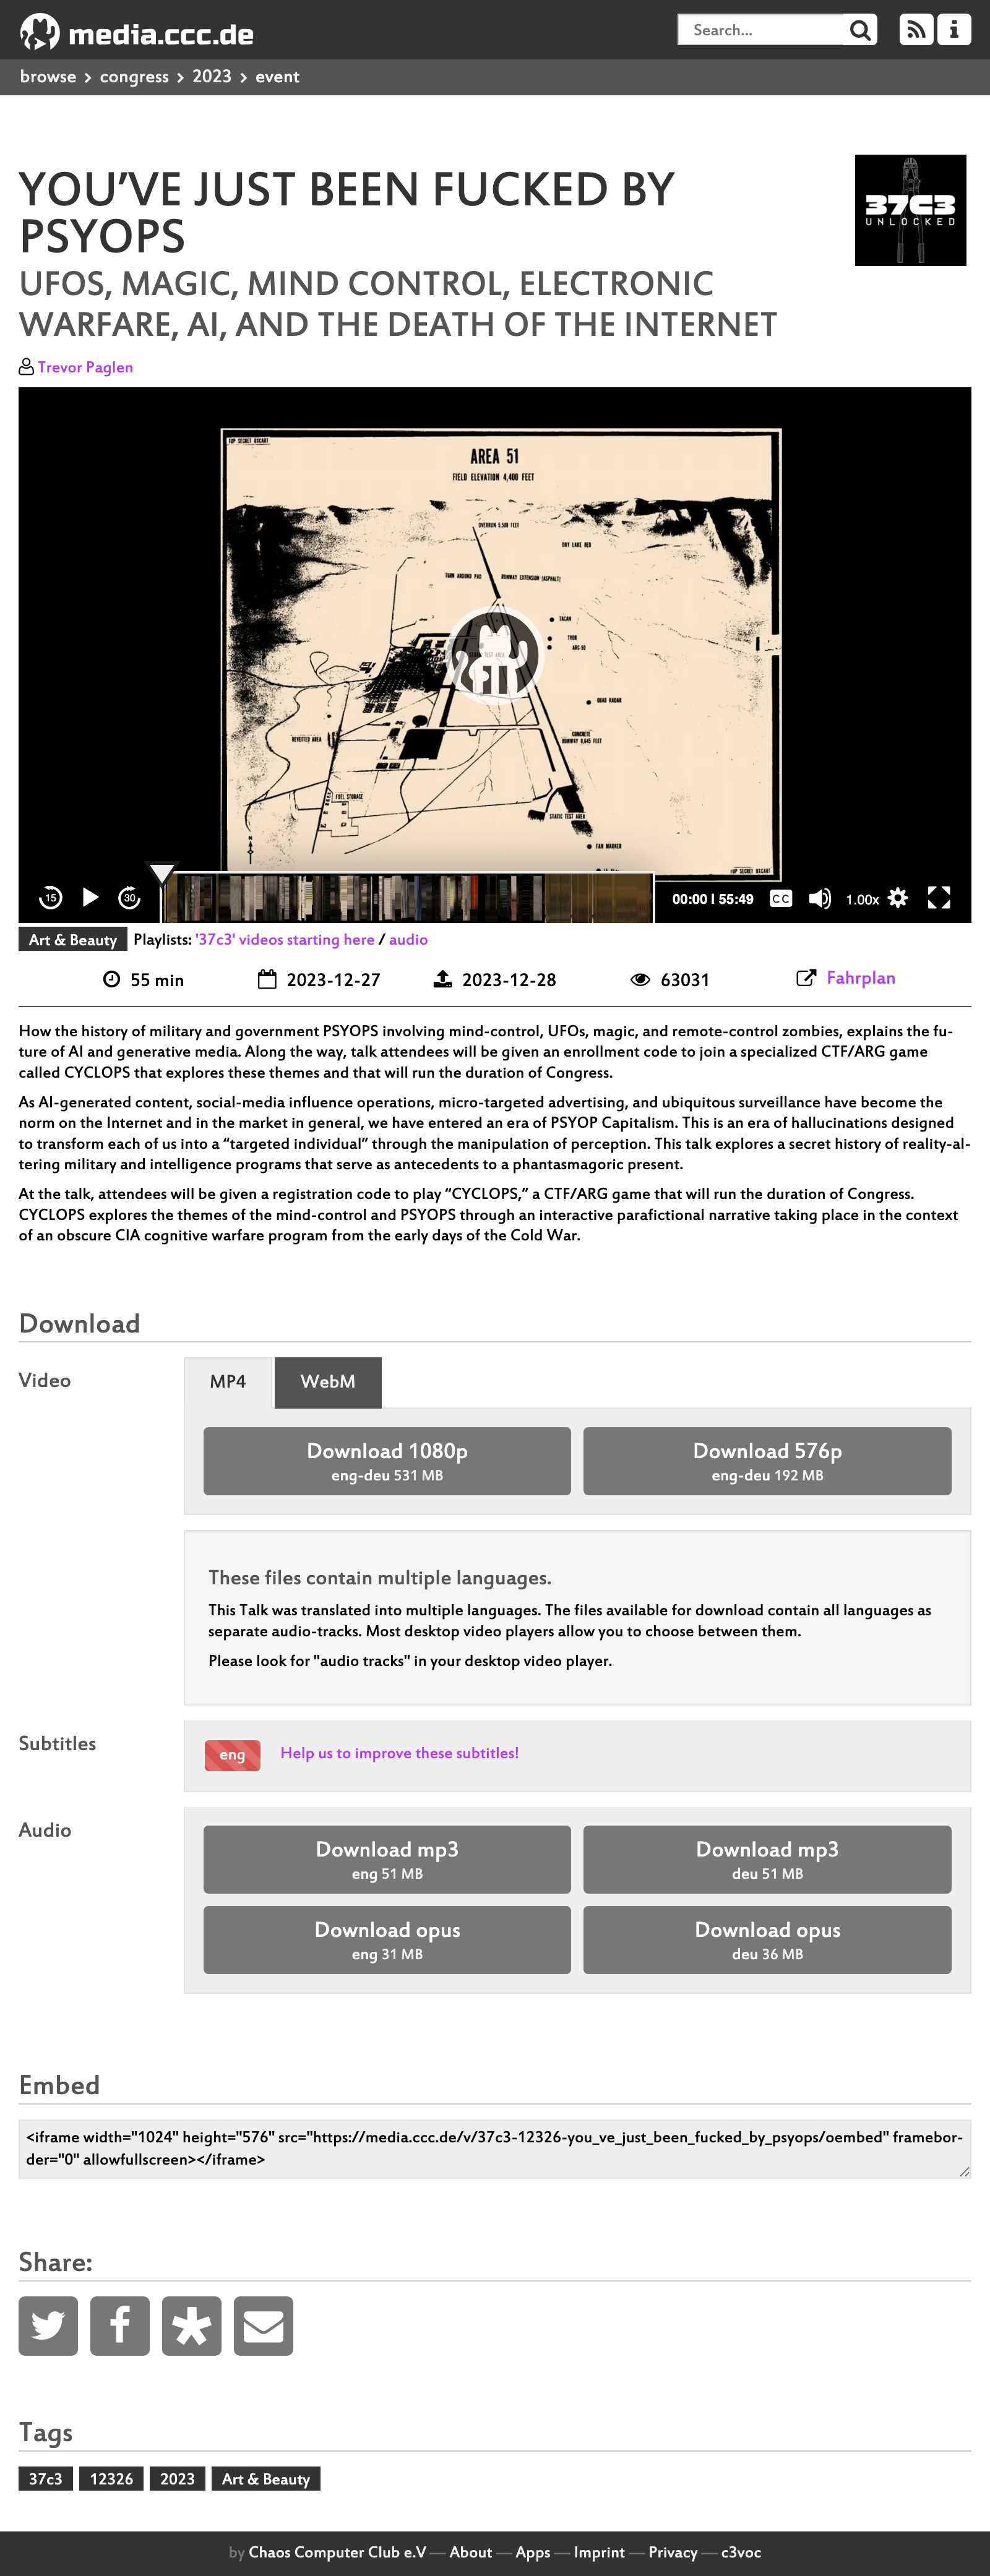 media.ccc.de
Search...
browse > congress > 2023 > event
YOU'VE JUST BEEN FUCKED BY
PSYOPS
UFOS, MAGIC, MIND CONTROL, ELECTRONIC
WARFARE, AI, AND THE DEATH OF THE INTERNET
37C3
UNLOCKED
Trevor Paglen
TOP SECRET OXCART
AREA 51
FIELD ELEVATION 4,400 FEET
OVERRUN 5,500 FEET
DRY LAKE BED
TURN AROUND PAD
RUNWAY EXTENSION (ASPHALT)
TACAN
QUAD RADAR
CONCRETE
RUNWAY 8,645 FEET
REVETTED AREA
FUEL STORAGE
STATIC TEST AREA
FAN MARKER
TOP SECRET OXCART
15
30
00:00 | 55:49
CC
1.00x
Art & Beauty
Playlists: '37c3' videos starting here / audio
55 min
2023-12-27
2023-12-28
63031
Fahrplan
How the history of military and government PSYOPS involving mind-control, UFOs, magic, and remote-control zombies, explains the fu-
ture of AI and generative media. Along the way, talk attendees will be given an enrollment code to join a specialized CTF/ARG game
called CYCLOPS that explores these themes and that will run the duration of Congress.
As AI-generated content, social-media influence operations, micro-targeted advertising, and ubiquitous surveillance have become the
norm on the Internet and in the market in general, we have entered an era of PSYOP Capitalism. This is an era of hallucinations designed
to transform each of us into a “targeted individual” through the manipulation of perception. This talk explores a secret history of reality-al-
tering military and intelligence programs that serve as antecedents to a phantasmagoric present.
At the talk, attendees will be given a registration code to play “CYCLOPS,” a CTF/ARG game that will run the duration of Congress.
CYCLOPS explores the themes of the mind-control and PSYOPS through an interactive parafictional narrative taking place in the context
of an obscure CIA cognitive warfare program from the early days of the Cold War.
Download
Video
MP4
WebM
Download 1080p
eng-deu 531 MB
Download 576p
eng-deu 192 MB
These files contain multiple languages.
This Talk was translated into multiple languages. The files available for download contain all languages as
separate audio-tracks. Most desktop video players allow you to choose between them.
Please look for "audio tracks" in your desktop video player.
Subtitles
eng
Help us to improve these subtitles!
Audio
Download mp3
eng 51 MB
Download mp3
deu 51 MB
Download opus
eng 31 MB
Download opus
deu 36 MB
Embed
<iframe width="1024" height="576" src="https://media.ccc.de/v/37c3-12326-you_ve_just_been_fucked_by_psyops/oembed" framebor-
der="0" allowfullscreen></iframe>
Share:
Tags
37c3
12326
2023
Art & Beauty
by Chaos Computer Club e.V — About — Apps — Imprint — Privacy — c3voc